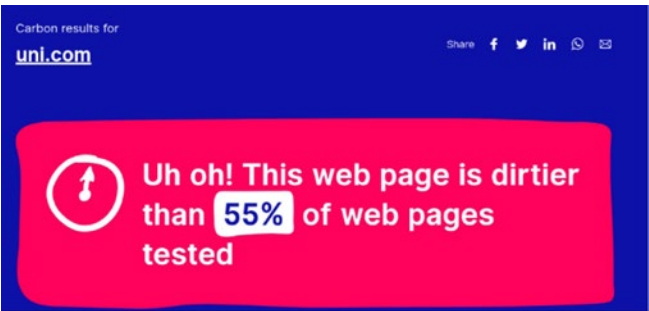 Carbon results for
uni.com
Share
Uh oh! This web page is dirtier
than 55% of web pages
tested